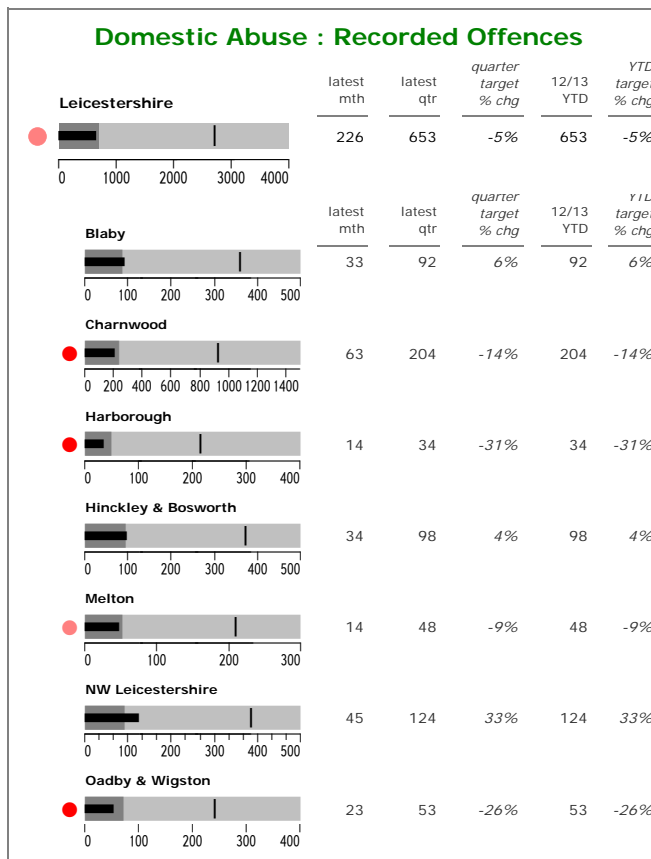 Domestic Abuse : Recorded Offences
latest mth latest qtr quarter target % chg 12/13 YTD YTD target % chg
Leicestershire
226 653 -5% 653 -5%
0 1000 2000 3000 4000
latest mth latest qtr quarter target % chg 12/13 YTD YTD target % chg
Blaby
33 92 6% 92 6%
0 100 200 300 400 500
Charnwood
63 204 -14% 204 -14%
0 200 400 600 800 1000 1200 1400
Harborough
14 34 -31% 34 -31%
0 100 200 300 400
Hinckley & Bosworth
34 98 4% 98 4%
0 100 200 300 400 500
Melton
14 48 -9% 48 -9%
0 100 200 300
NW Leicestershire
45 124 33% 124 33%
0 100 200 300 400 500
Oadby & Wigston
23 53 -26% 53 -26%
0 100 200 300 400